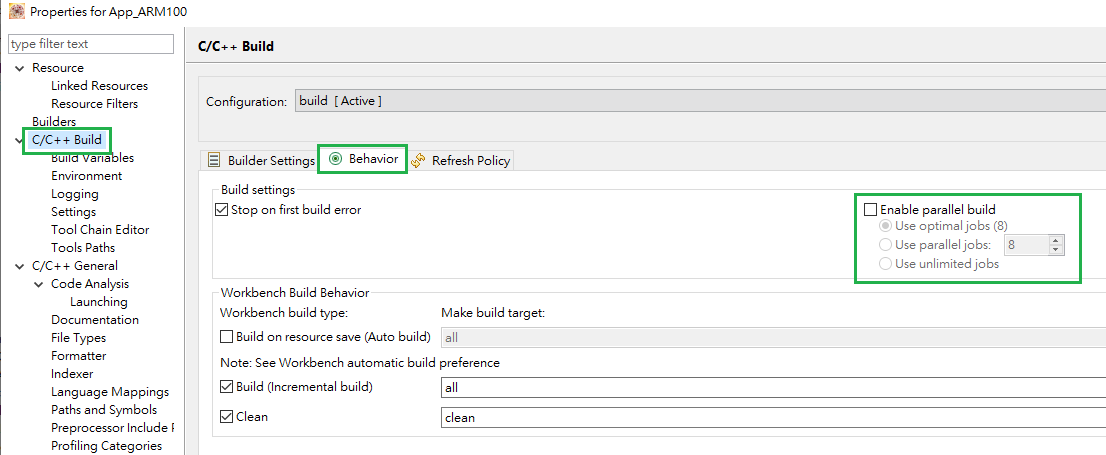 Properties for App_ARM100
type filter text
Resource
Linked Resources
Resource Filters
Builders
C/C++ Build
Build Variables
Environment
Logging
Settings
Tool Chain Editor
Tools Paths
C/C++ General
Code Analysis
Launching
Documentation
File Types
Formatter
Indexer
Language Mappings
Paths and Symbols
Preprocessor Include F
Profiling Categories
C/C++ Build
Configuration: build [ Active ]
Builder Settings Behavior Refresh Policy
Build settings
Stop on first build error
Enable parallel build
Use optimal jobs (8)
Use parallel jobs: 8
Use unlimited jobs
Workbench Build Behavior
Workbench build type: Make build target:
Build on resource save (Auto build) all
Note: See Workbench automatic build preference
Build (Incremental build) all
Clean clean